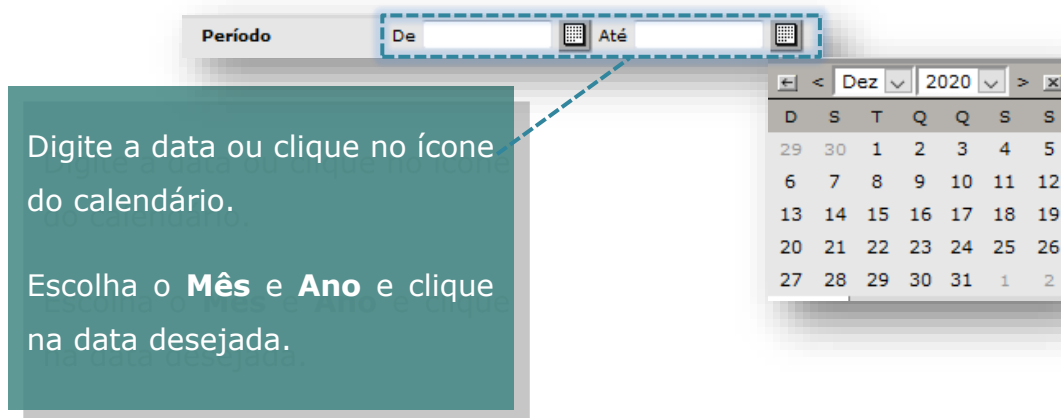 Período De Até
← < Dez 2020 > x
D S T Q Q S S
29 30 1 2 3 4 5
6 7 8 9 10 11 12
13 14 15 16 17 18 19
20 21 22 23 24 25 26
27 28 29 30 31 1 2
Digite a data ou clique no ícone
do calendário.
Escolha o Mês e Ano e clique
na data desejada.